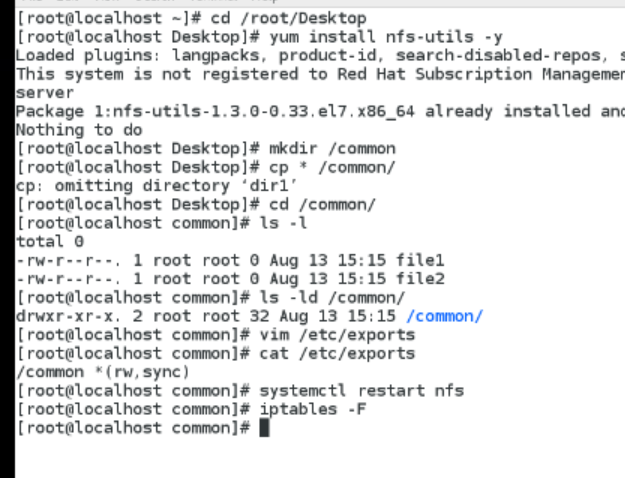 [root@localhost ~]# cd /root/Desktop
[root@localhost Desktop]# yum install nfs-utils -y
Loaded plugins: langpacks, product-id, search-disabled-repos, s
This system is not registered to Red Hat Subscription Managemen
server
Package 1:nfs-utils-1.3.0-0.33.el7.x86_64 already installed and
Nothing to do
[root@localhost Desktop]# mkdir /common
[root@localhost Desktop]# cp * /common/
cp: omitting directory ‘dir1’
[root@localhost Desktop]# cd /common/
[root@localhost common]# ls -l
total 0
-rw-r--r--. 1 root root 0 Aug 13 15:15 file1
-rw-r--r--. 1 root root 0 Aug 13 15:15 file2
[root@localhost common]# ls -ld /common/
drwxr-xr-x. 2 root root 32 Aug 13 15:15 /common/
[root@localhost common]# vim /etc/exports
[root@localhost common]# cat /etc/exports
/common *(rw,sync)
[root@localhost common]# systemctl restart nfs
[root@localhost common]# iptables -F
[root@localhost common]#